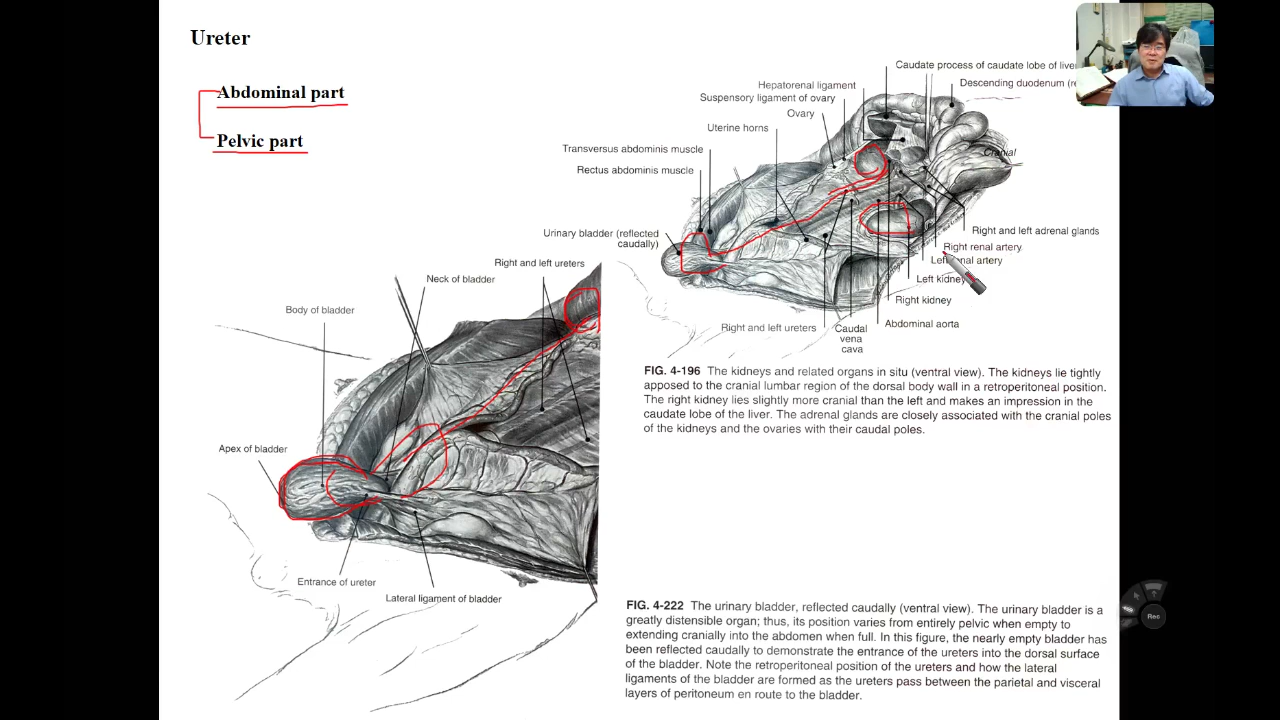 Ureter
Abdominal part
Pelvic part
Caudate process of caudate lobe of liver
Descending duodenum (re
Hepatorenal ligament
Suspensory ligament of ovary
Ovary
Uterine horns
Transversus abdominis muscle
Rectus abdominis muscle
Cranial
Urinary bladder (reflected
caudally)
Right and left adrenal glands
Right renal artery
Left renal artery
Left kidney
Right kidney
Abdominal aorta
Right and left ureters
Caudal
vena
cava
Right and left ureters
Neck of bladder
Body of bladder
Apex of bladder
Entrance of ureter
Lateral ligament of bladder
FIG. 4-196 The kidneys and related organs in situ (ventral view). The kidneys lie tightly
apposed to the cranial lumbar region of the dorsal body wall in a retroperitoneal position.
The right kidney lies slightly more cranial than the left and makes an impression in the
caudate lobe of the liver. The adrenal glands are closely associated with the cranial poles
of the kidneys and the ovaries with their caudal poles.
FIG. 4-222 The urinary bladder, reflected caudally (ventral view). The urinary bladder is a
greatly distensible organ; thus, its position varies from entirely pelvic when empty to
extending cranially into the abdomen when full. In this figure, the nearly empty bladder has
been reflected caudally to demonstrate the entrance of the ureters into the dorsal surface
of the bladder. Note the retroperitoneal position of the ureters and how the lateral
ligaments of the bladder are formed as the ureters pass between the parietal and visceral
layers of peritoneum en route to the bladder.
Rec